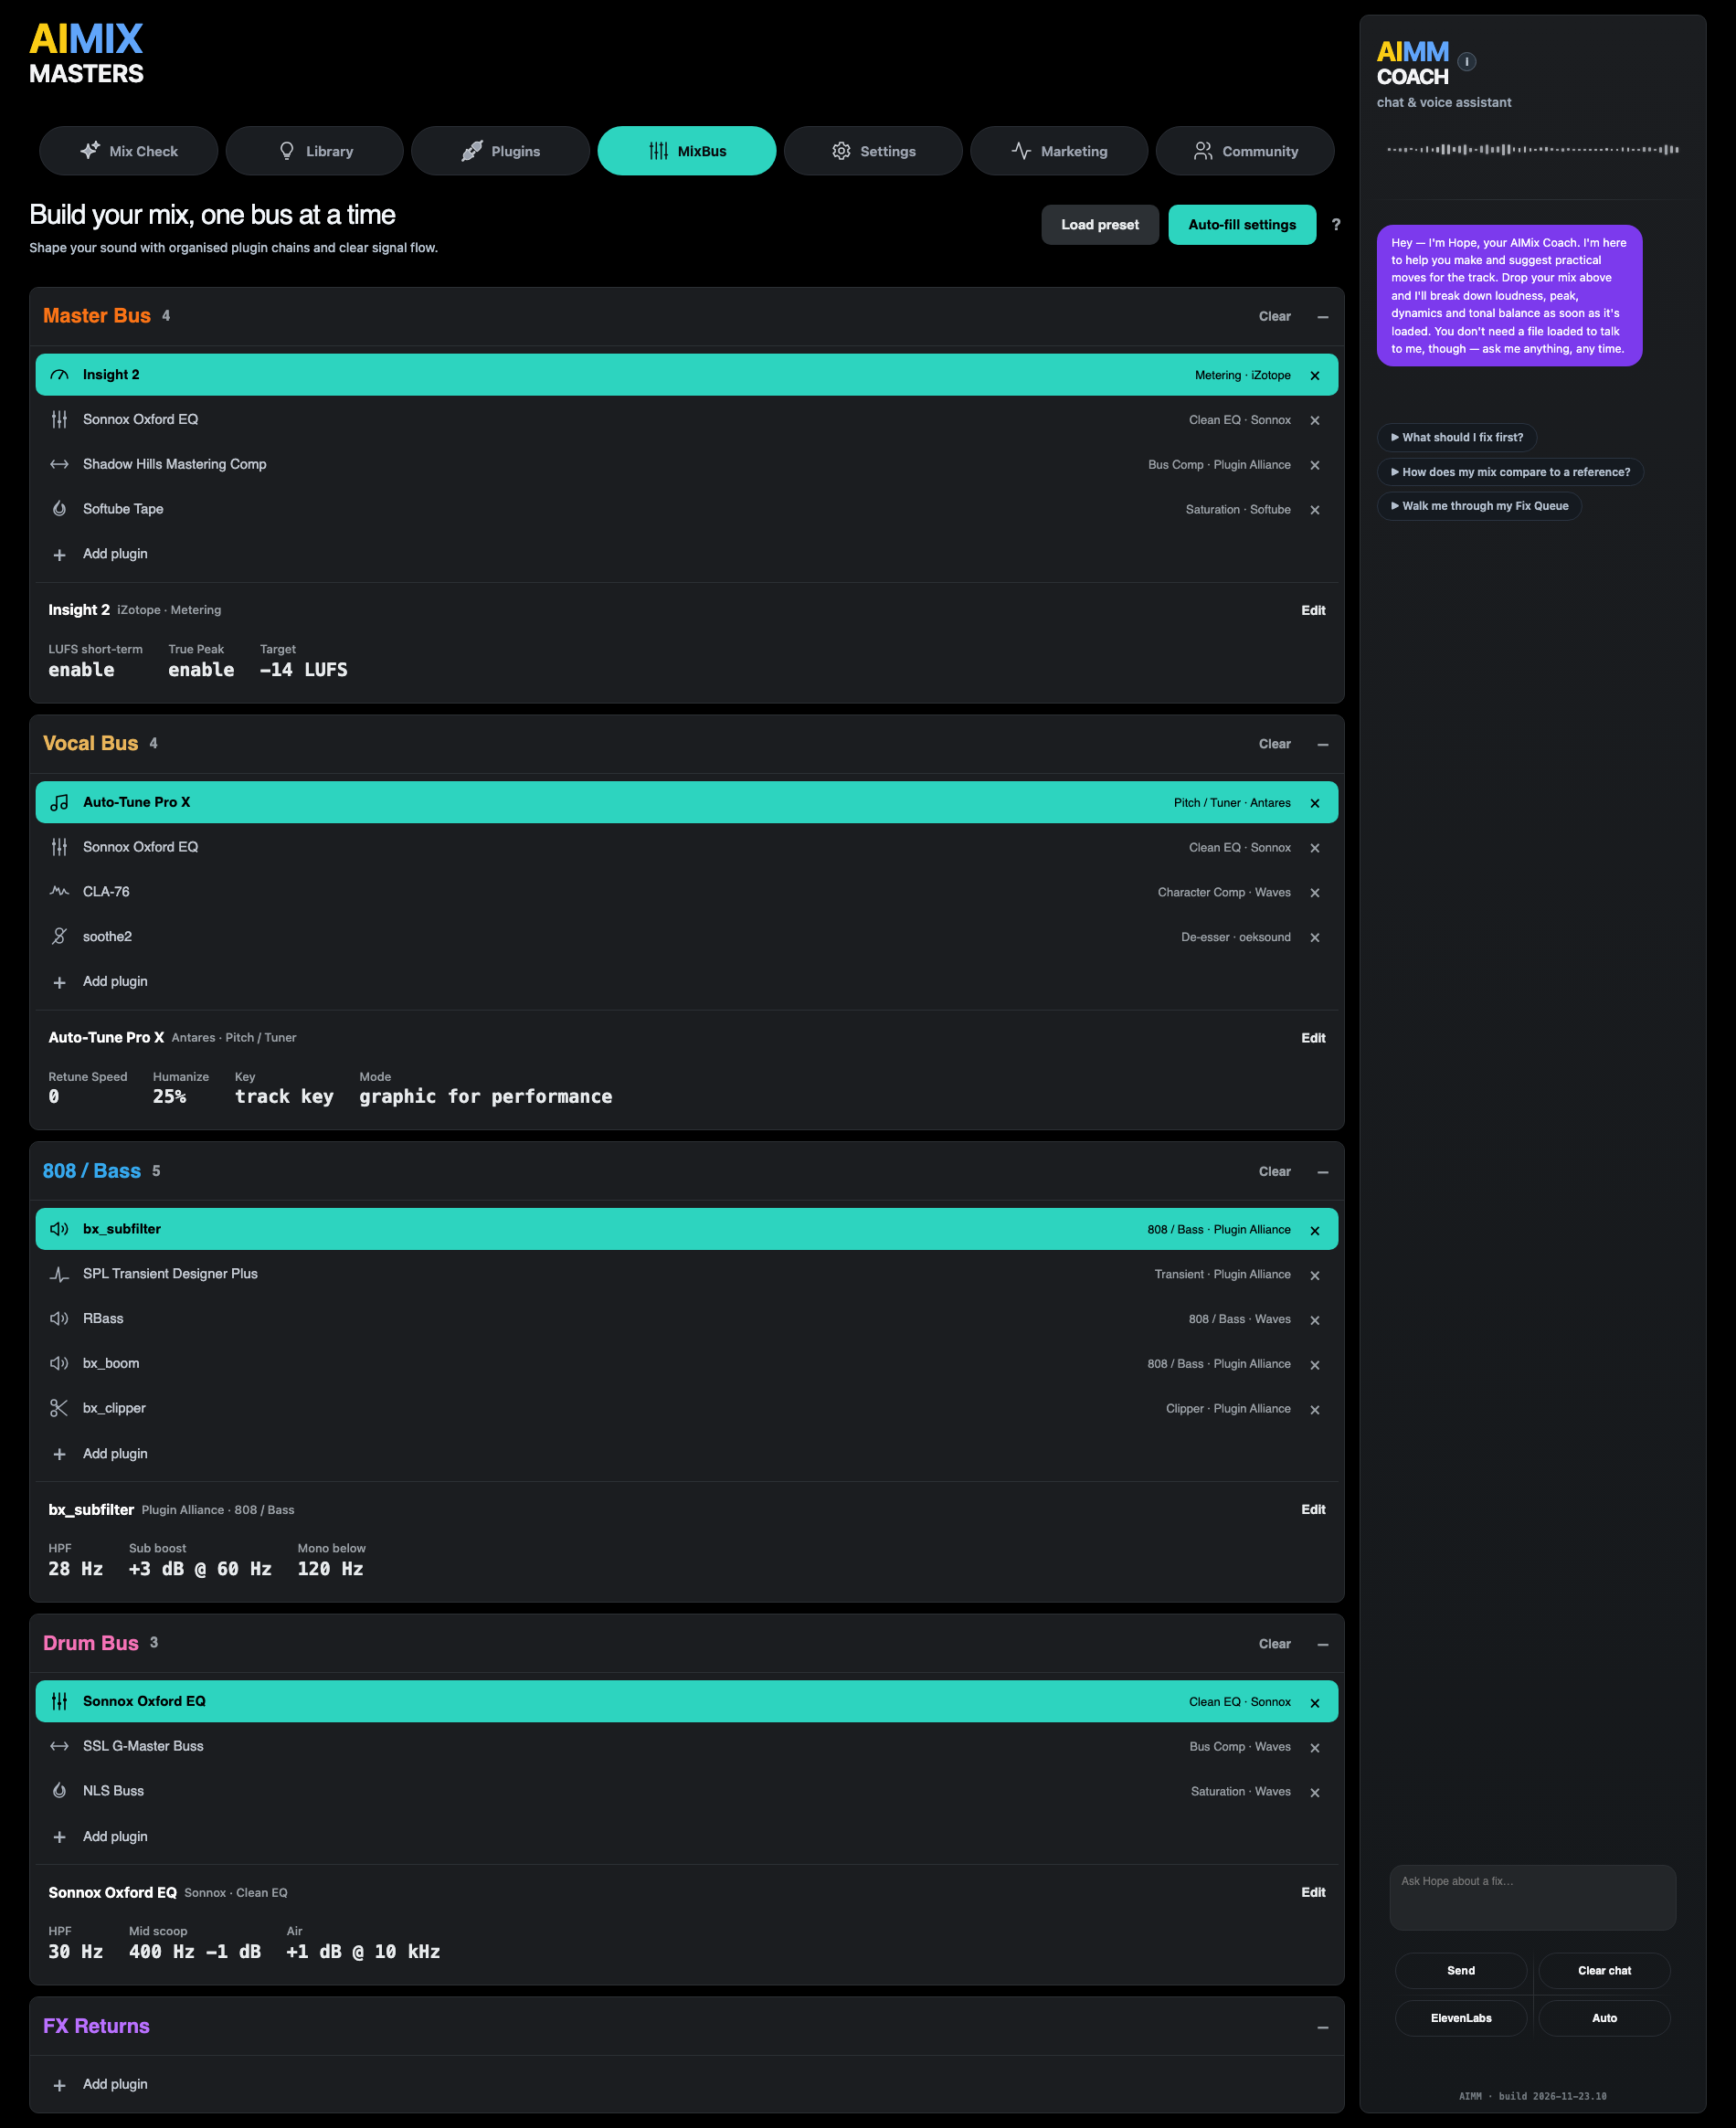 AIMIX
MASTERS
Mix Check
Library
Plugins
MixBus
Settings
Marketing
Community
Build your mix, one bus at a time
Shape your sound with organised plugin chains and clear signal flow.
Load preset
Auto-fill settings
?
Master Bus 4
Clear
Insight 2
Metering · iZotope
Sonnox Oxford EQ
Clean EQ · Sonnox
Shadow Hills Mastering Comp
Bus Comp · Plugin Alliance
Softube Tape
Saturation · Softube
Add plugin
Insight 2 iZotope · Metering
Edit
LUFS short-term
enable
True Peak
enable
Target
−14 LUFS
Vocal Bus 4
Clear
Auto-Tune Pro X
Pitch / Tuner · Antares
Sonnox Oxford EQ
Clean EQ · Sonnox
CLA-76
Character Comp · Waves
soothe2
De-esser · oeksound
Add plugin
Auto-Tune Pro X Antares · Pitch / Tuner
Edit
Retune Speed
0
Humanize
25%
Key
track key
Mode
graphic for performance
808 / Bass 5
Clear
bx_subfilter
808 / Bass · Plugin Alliance
SPL Transient Designer Plus
Transient · Plugin Alliance
RBass
808 / Bass · Waves
bx_boom
808 / Bass · Plugin Alliance
bx_clipper
Clipper · Plugin Alliance
Add plugin
bx_subfilter Plugin Alliance · 808 / Bass
Edit
HPF
28 Hz
Sub boost
+3 dB @ 60 Hz
Mono below
120 Hz
Drum Bus 3
Clear
Sonnox Oxford EQ
Clean EQ · Sonnox
SSL G-Master Buss
Bus Comp · Waves
NLS Buss
Saturation · Waves
Add plugin
Sonnox Oxford EQ Sonnox · Clean EQ
Edit
HPF
30 Hz
Mid scoop
400 Hz −1 dB
Air
+1 dB @ 10 kHz
FX Returns
Add plugin
AIMM
COACH
i
chat & voice assistant
Hey — I'm Hope, your AIMix Coach. I'm here
to help you make and suggest practical
moves for the track. Drop your mix above
and I'll break down loudness, peak,
dynamics and tonal balance as soon as it's
loaded. You don't need a file loaded to talk
to me, though — ask me anything, any time.
What should I fix first?
How does my mix compare to a reference?
Walk me through my Fix Queue
Ask Hope about a fix…
Send
Clear chat
ElevenLabs
Auto
AIMM · build 2026-11-23.10